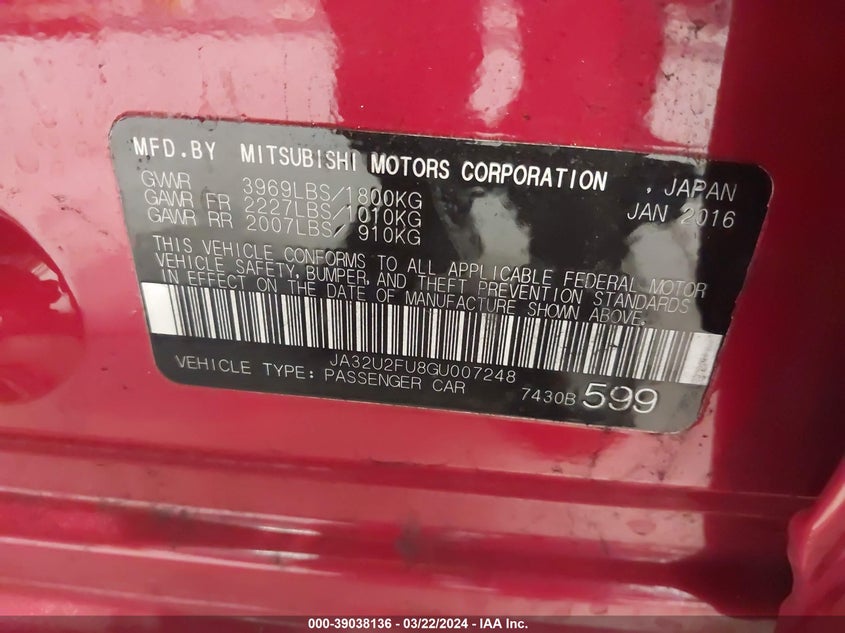 MFD.BY MITSUBISHI MOTORS CORPORATION , JAPAN
GVWR 3969LBS/1800KG JAN 2016
GAWR FR 2227LBS/1010KG
GAWR RR 2007LBS/ 910KG
THIS VEHICLE CONFORMS TO ALL APPLICABLE FEDERAL MOTOR
VEHICLE SAFETY, BUMPER, AND THEFT PREVENTION STANDARDS
IN EFFECT ON THE DATE OF MANUFACTURE SHOWN ABOVE.
JA32U2FU8GU007248
VEHICLE TYPE: PASSENGER CAR 7430B 599
000-39038136 - 03/22/2024 - IAA Inc.